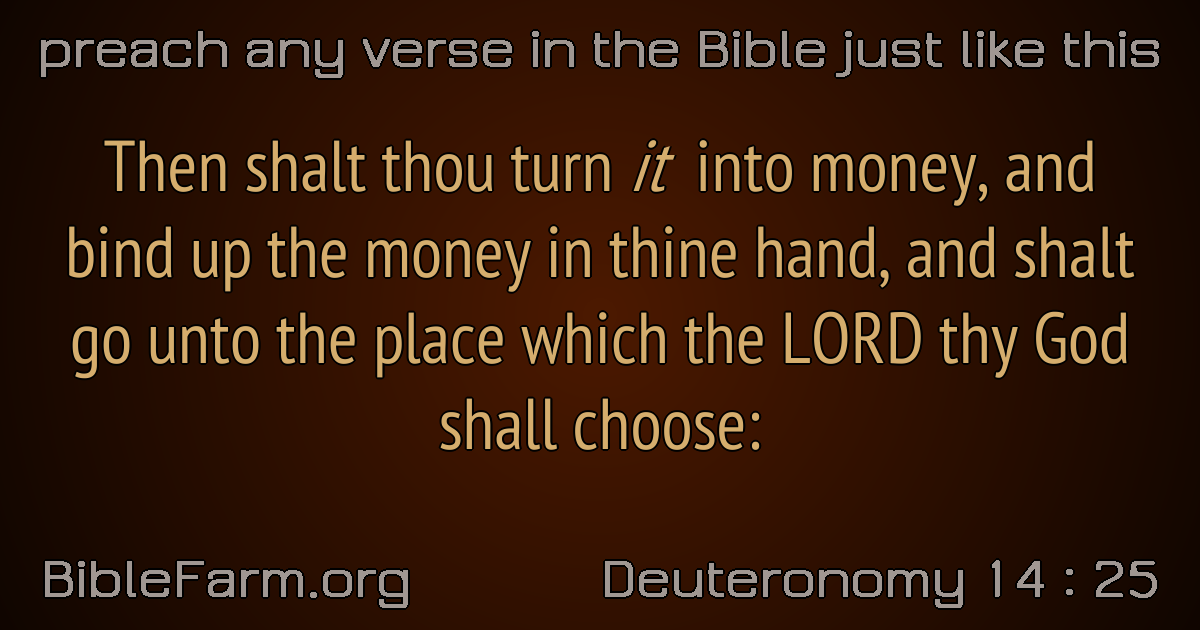 preach any verse in the Bible just like this
Then shalt thou turn it into money, and
bind up the money in thine hand, and shalt
go unto the place which the LORD thy God
shall choose:
BibleFarm.org
Deuteronomy 14 : 25